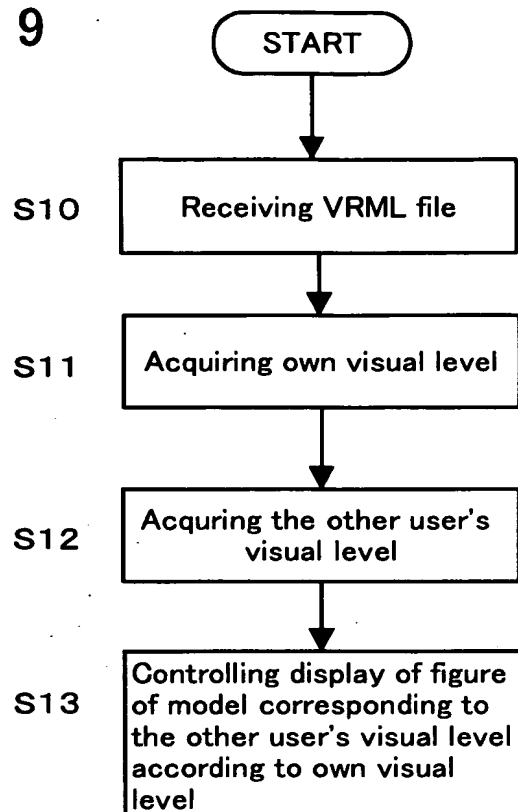 9
START
S10
Receiving VRML file
S11
Acquiring own visual level
S12
Acquring the other user's
visual level
S13
Controlling display of figure
of model corresponding to
the other user's visual level
according to own visual
level